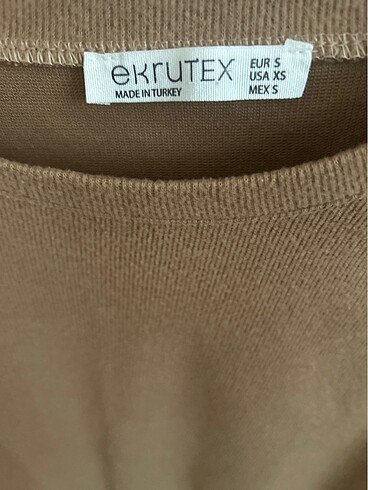 ekruTEX
MADE IN TURKEY
EUR S
USA XS
MEX S